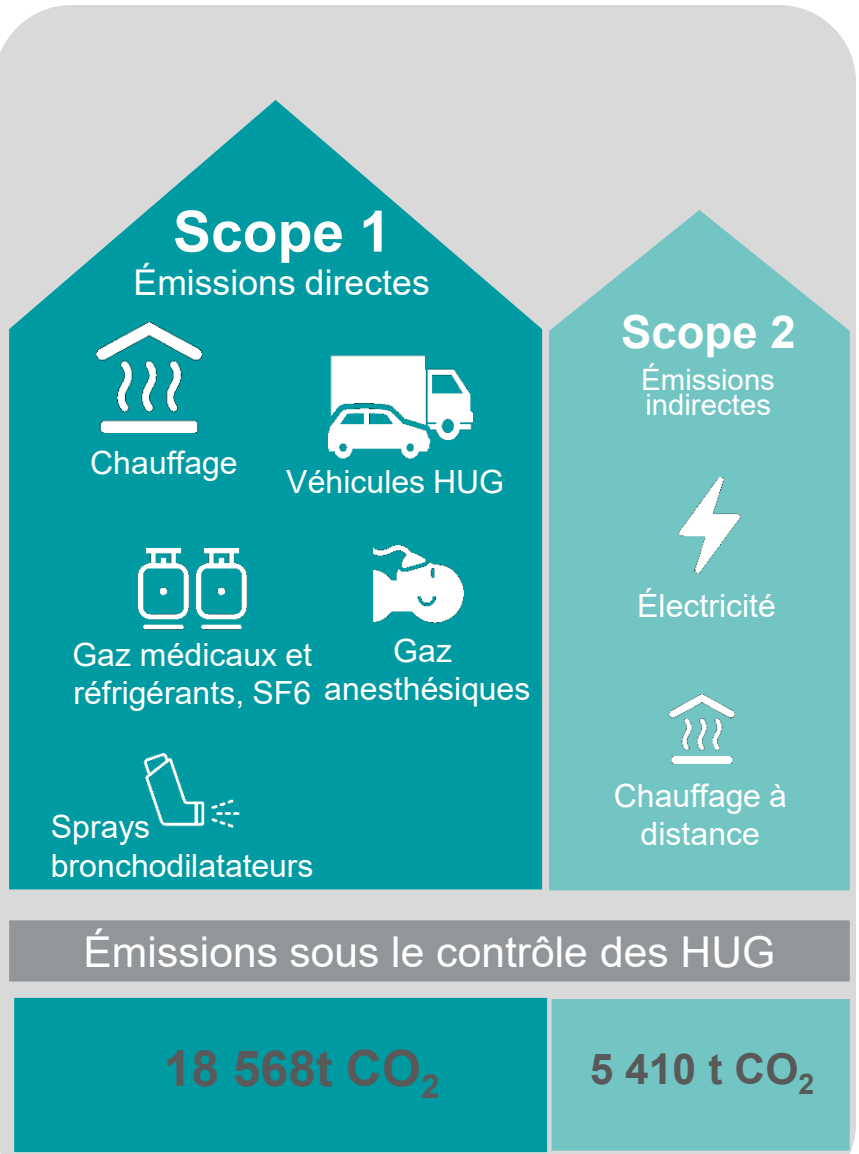 Scope 1
Émissions directes
Chauffage
Véhicules HUG
Gaz médicaux et
réfrigérants, SF6
Gaz
anesthésiques
Sprays
bronchodilatateurs
Scope 2
Émissions
indirectes
Électricité
Chauffage à
distance
Émissions sous le contrôle des HUG
18 568t CO₂
5 410 t CO₂